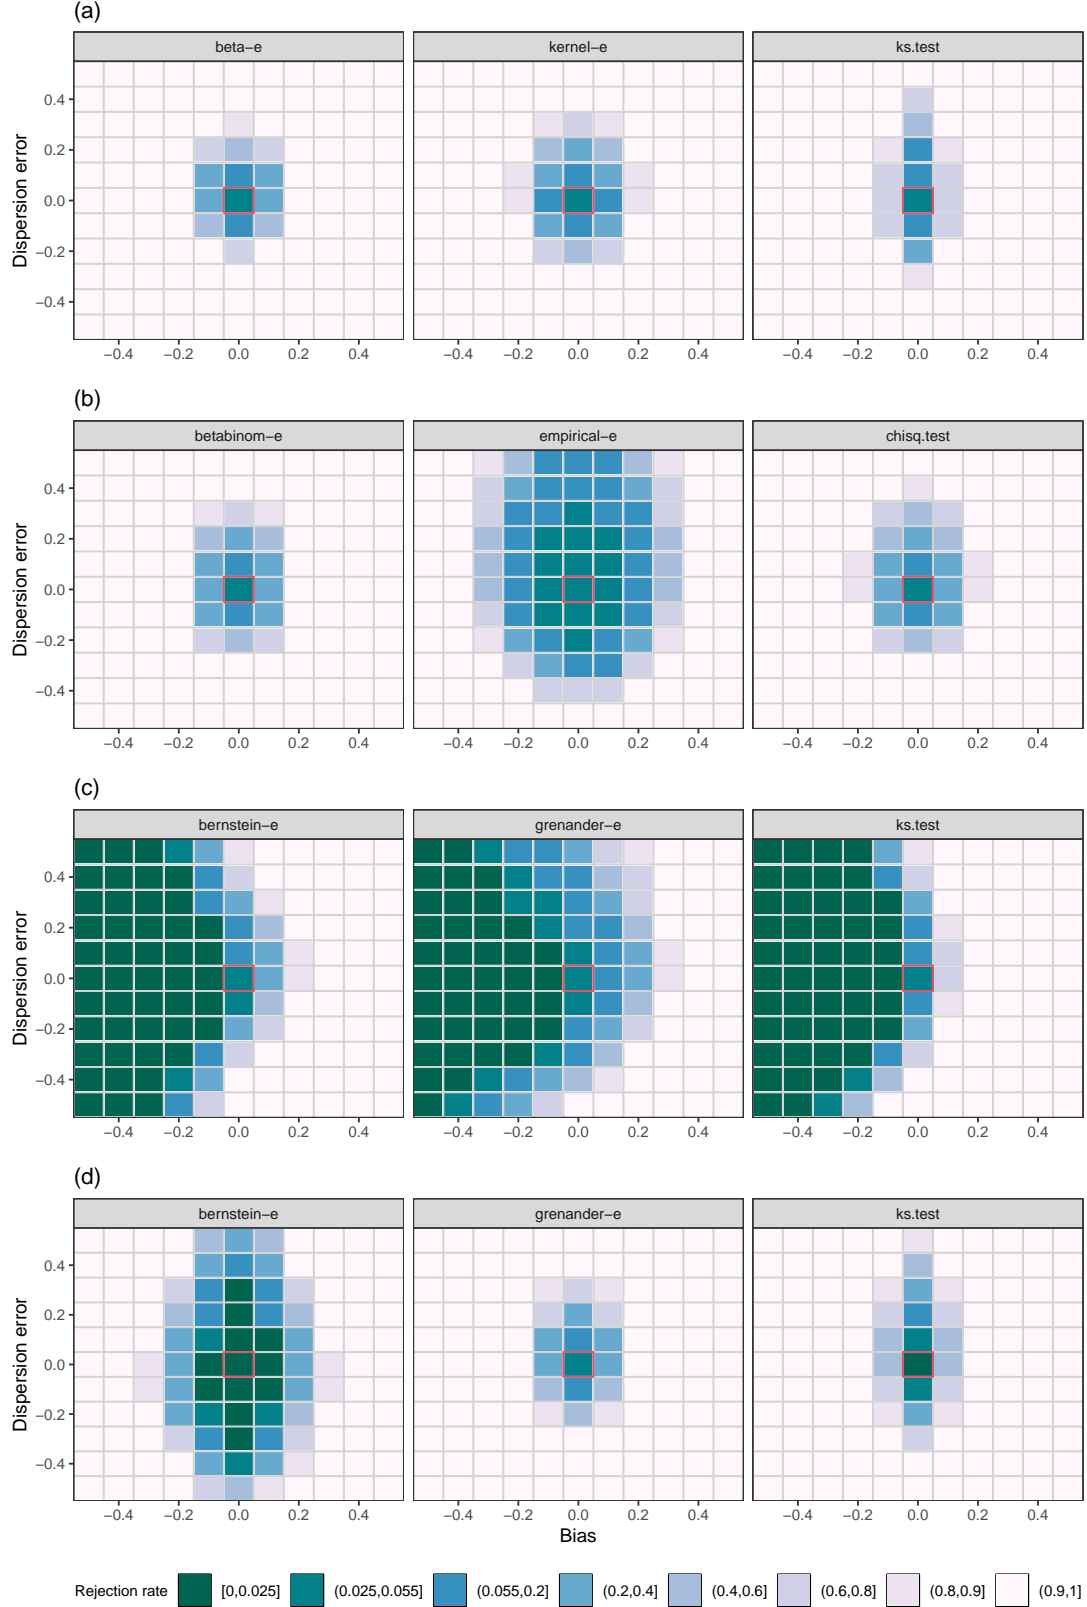 (a)
beta−e kernel−e ks.test
0.4
0.2
0.0
−0.2
−0.4
Dispersion error
−0.4 −0.2 0.0 0.2 0.4 −0.4 −0.2 0.0 0.2 0.4 −0.4 −0.2 0.0 0.2 0.4
(b)
betabinom−e empirical−e chisq.test
0.4
0.2
0.0
−0.2
−0.4
Dispersion error
−0.4 −0.2 0.0 0.2 0.4 −0.4 −0.2 0.0 0.2 0.4 −0.4 −0.2 0.0 0.2 0.4
(c)
bernstein−e grenander−e ks.test
0.4
0.2
0.0
−0.2
−0.4
Dispersion error
−0.4 −0.2 0.0 0.2 0.4 −0.4 −0.2 0.0 0.2 0.4 −0.4 −0.2 0.0 0.2 0.4
(d)
bernstein−e grenander−e ks.test
0.4
0.2
0.0
−0.2
−0.4
Dispersion error
−0.4 −0.2 0.0 0.2 0.4 −0.4 −0.2 0.0 0.2 0.4 −0.4 −0.2 0.0 0.2 0.4
Bias
Rejection rate [0,0.025] (0.025,0.055] (0.055,0.2] (0.2,0.4] (0.4,0.6] (0.6,0.8] (0.8,0.9] (0.9,1]